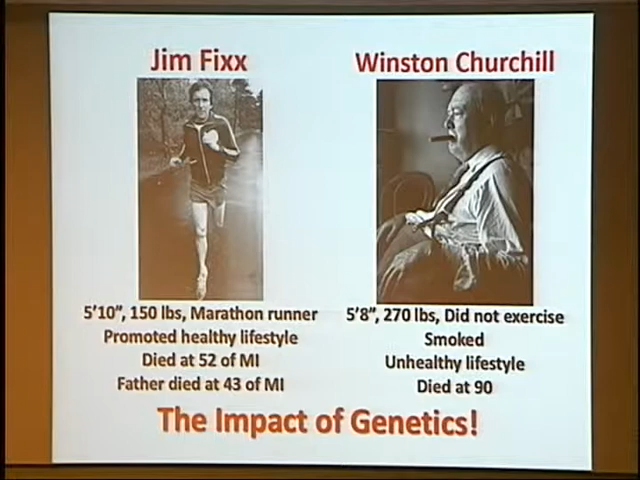 Jim Fixx
Winston Churchill
5'10", 150 lbs, Marathon runner
Promoted healthy lifestyle
Died at 52 of MI
Father died at 43 of MI
5'8", 270 lbs, Did not exercise
Smoked
Unhealthy lifestyle
Died at 90
The Impact of Genetics!